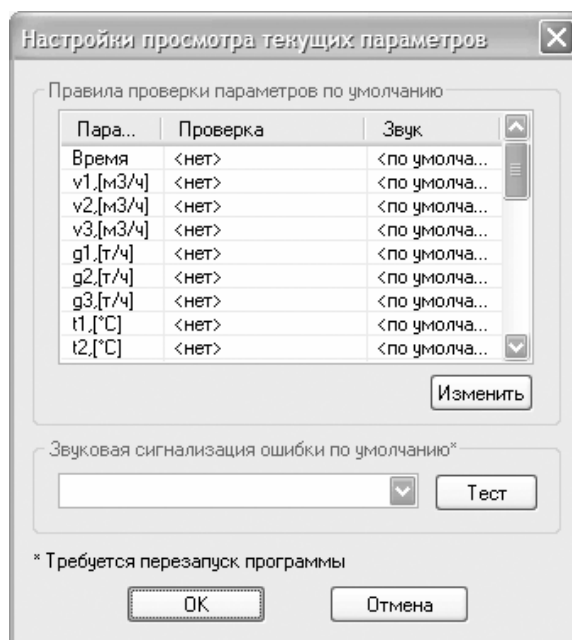 Настройки просмотра текущих параметров
Правила проверки параметров по умолчанию
Пара... Проверка Звук
Время <нет> <по умолча...
v1,[м3/ч] <нет> <по умолча...
v2,[м3/ч] <нет> <по умолча...
v3,[м3/ч] <нет> <по умолча...
g1,[т/ч] <нет> <по умолча...
g2,[т/ч] <нет> <по умолча...
g3,[т/ч] <нет> <по умолча...
t1,[°C] <нет> <по умолча...
t2,[°C] <нет> <по умолча...
Изменить
Звуковая сигнализация ошибки по умолчанию*
Тест
* Требуется перезапуск программы
OK Отмена